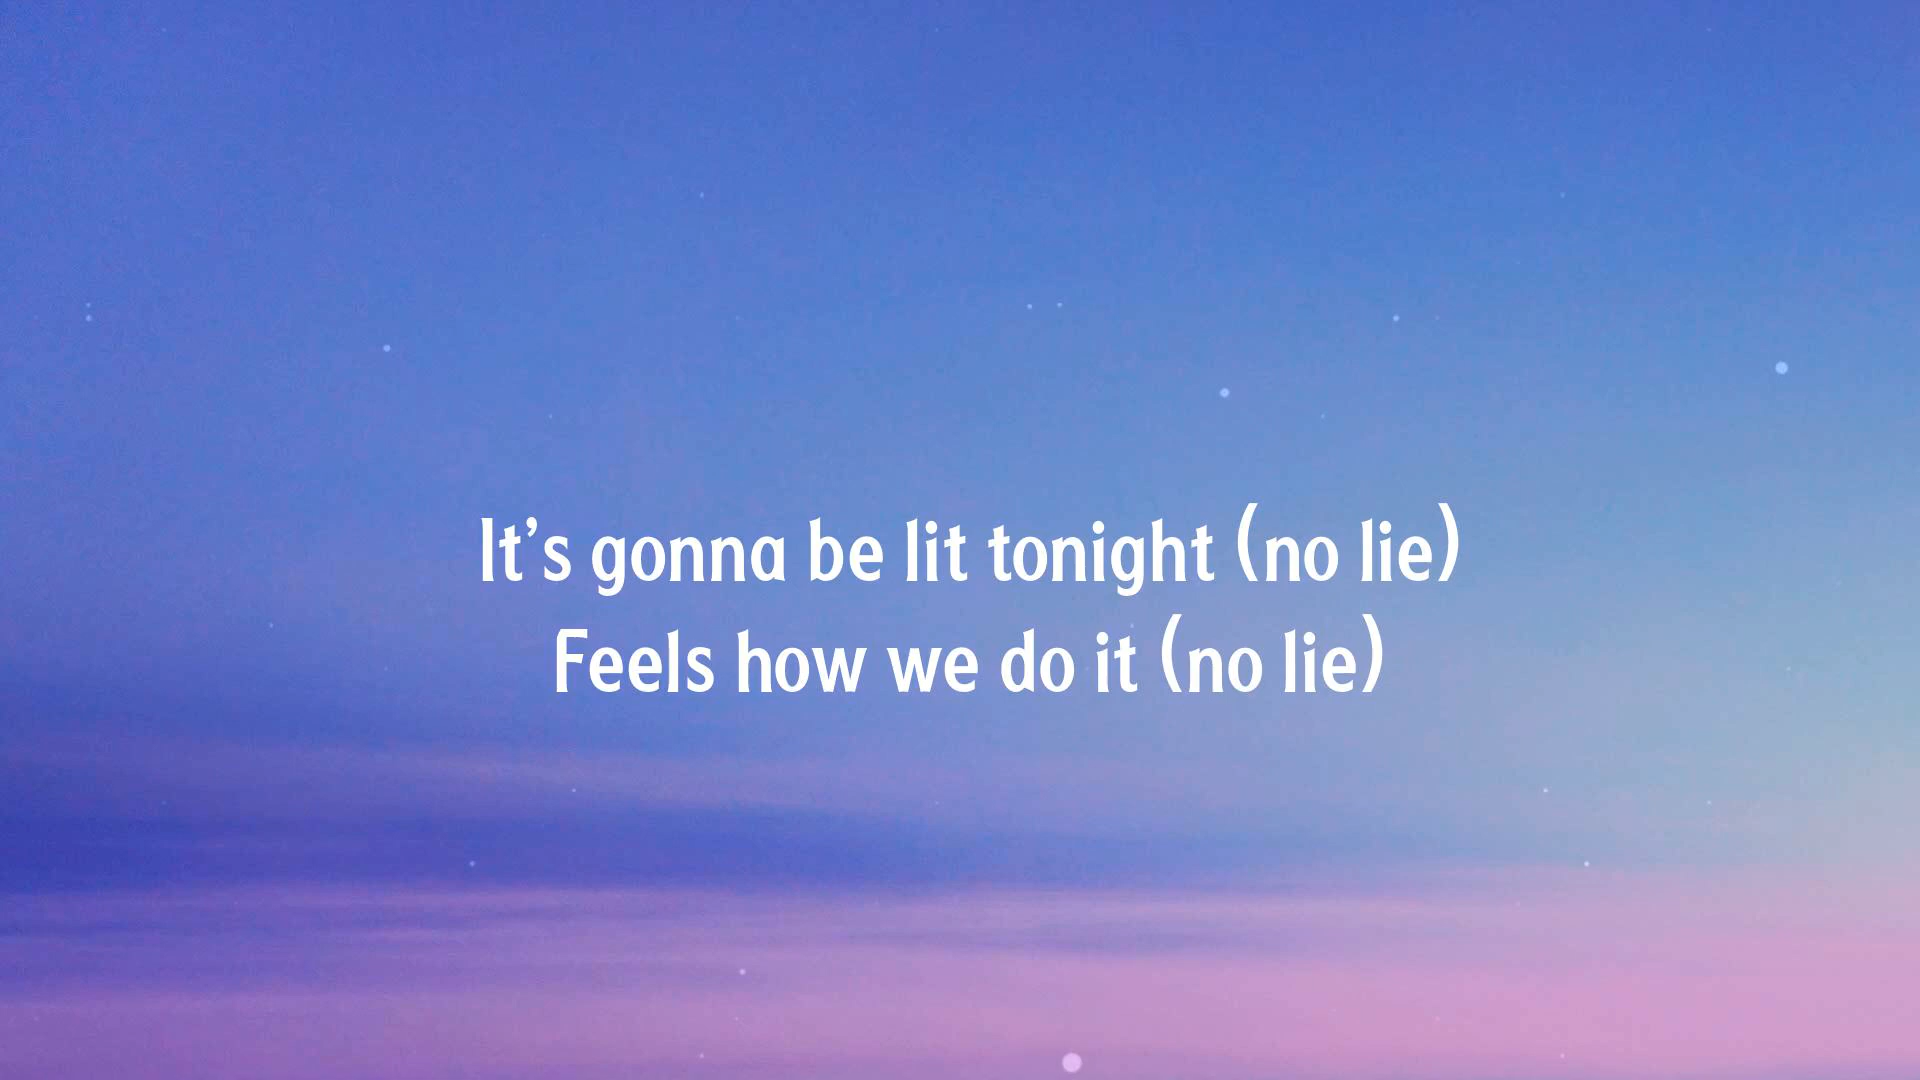 It’s gonna be lit tonight (no lie)
Feels how we do it (no lie)